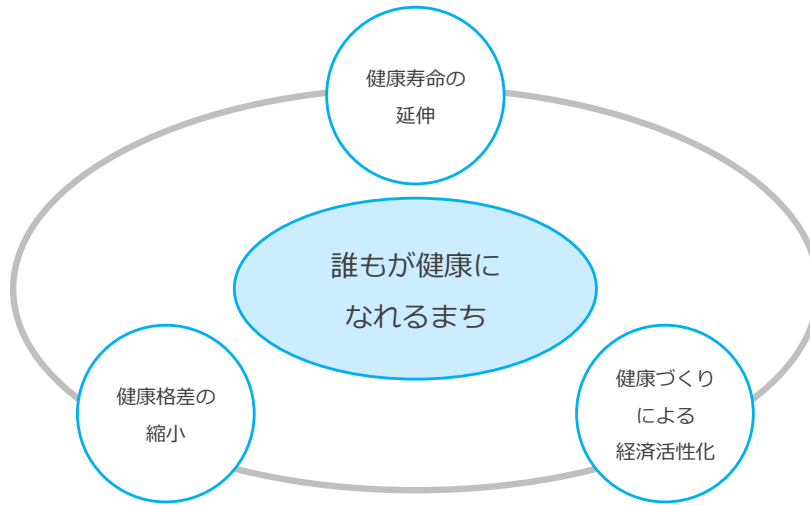 健康寿命の
延伸
誰もが健康に
なれるまち
健康格差の
縮小
健康づくり
による
経済活性化